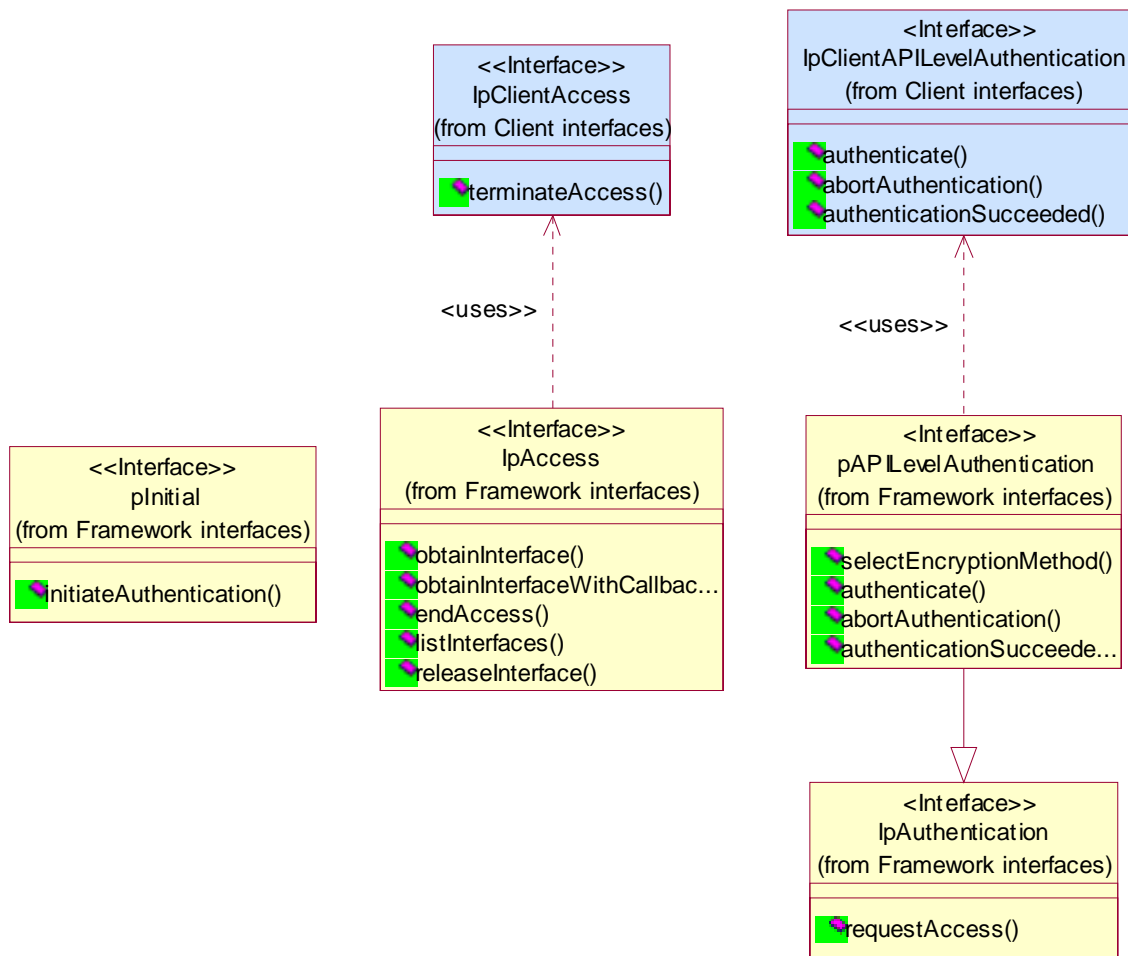 <<Interface>>
IpClientAccess
(from Client interfaces)
terminateAccess()
<Interface>>
IpClientAPILevelAuthentication
(from Client interfaces)
authenticate()
abortAuthentication()
authenticationSucceeded()
<uses>>
<<uses>>
<<Interface>>
pInitial
(from Framework interfaces)
initiateAuthentication()
<<Interface>>
IpAccess
(from Framework interfaces)
obtainInterface()
obtainInterfaceWithCallbac...
endAccess()
listInterfaces()
releaseInterface()
<Interface>>
pAPILevelAuthentication
(from Framework interfaces)
selectEncryptionMethod()
authenticate()
abortAuthentication()
authenticationSucceede...
<Interface>>
IpAuthentication
(from Framework interfaces)
requestAccess()